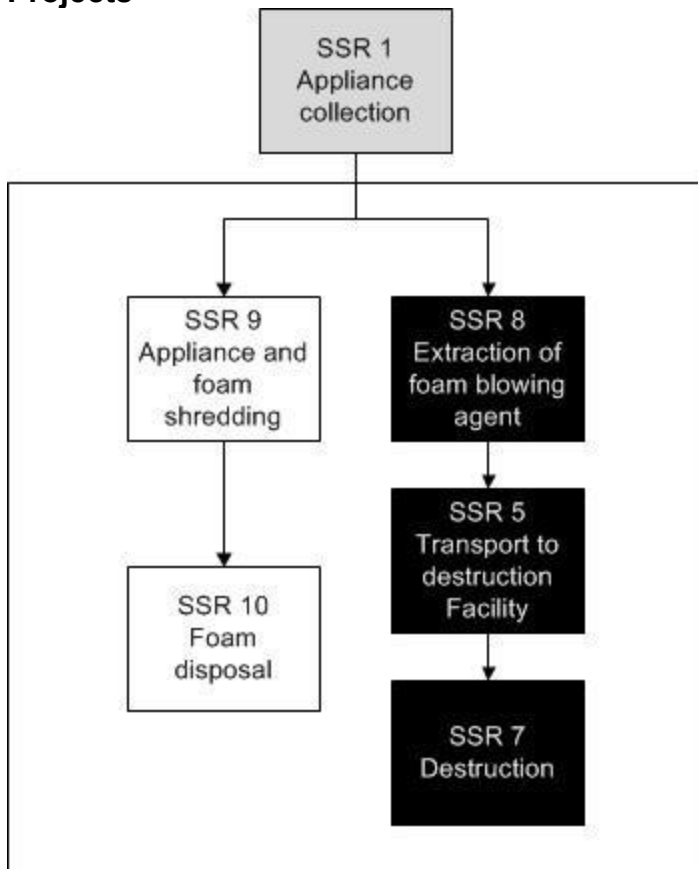 Projects
SSR 1
Appliance
collection
SSR 9
Appliance and
foam
shredding
SSR 8
Extraction of
foam blowing
agent
SSR 5
Transport to
destruction
Facility
SSR 10
Foam
disposal
SSR 7
Destruction